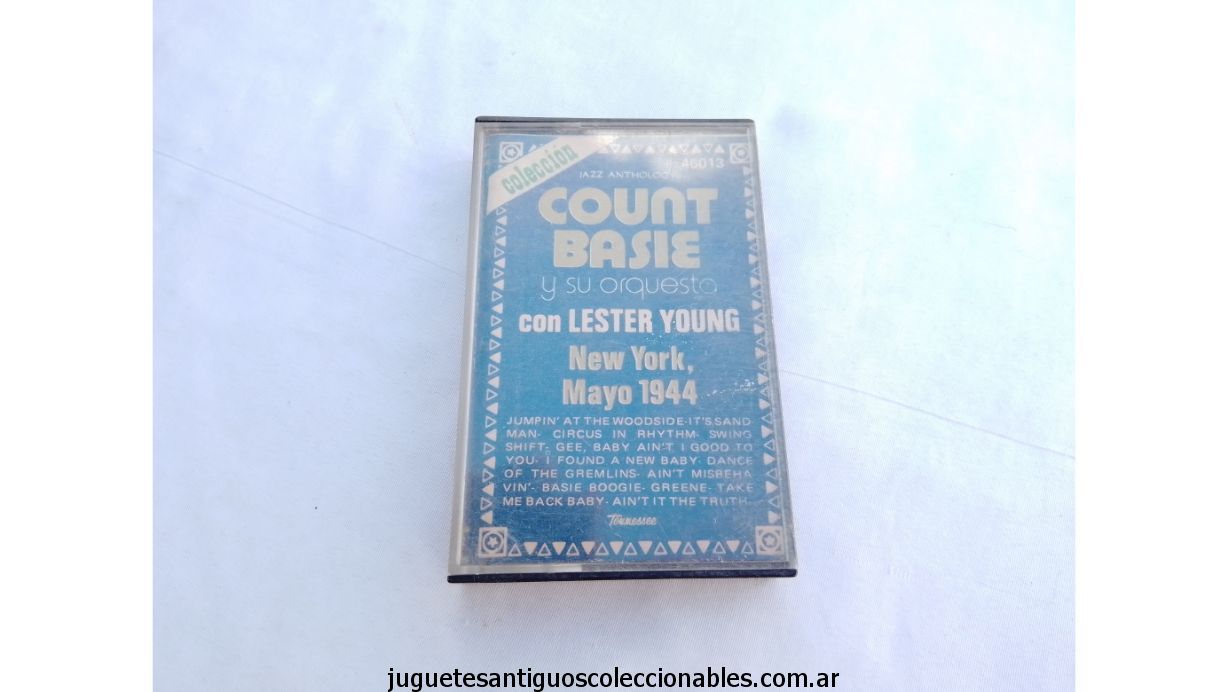 colección
46013
JAZZ ANTHOLOGY
COUNT
BASIE
y su orquesta
con LESTER YOUNG
New York,
Mayo 1944
JUMPIN' AT THE WOODSIDE-IT'S SAND
MAN- CIRCUS IN RHYTHM- SWING
SHIFT- GEE, BABY AIN'T I GOOD TO
YOU- I FOUND A NEW BABY- DANCE
OF THE GREMLINS- AIN'T MISBEHA
VIN'- BASIE BOOGIE- GREENE- TAKE
ME BACK BABY- AIN'T IT THE TRUTH
Tennessee
juguetesantiguoscoleccionables.com.ar